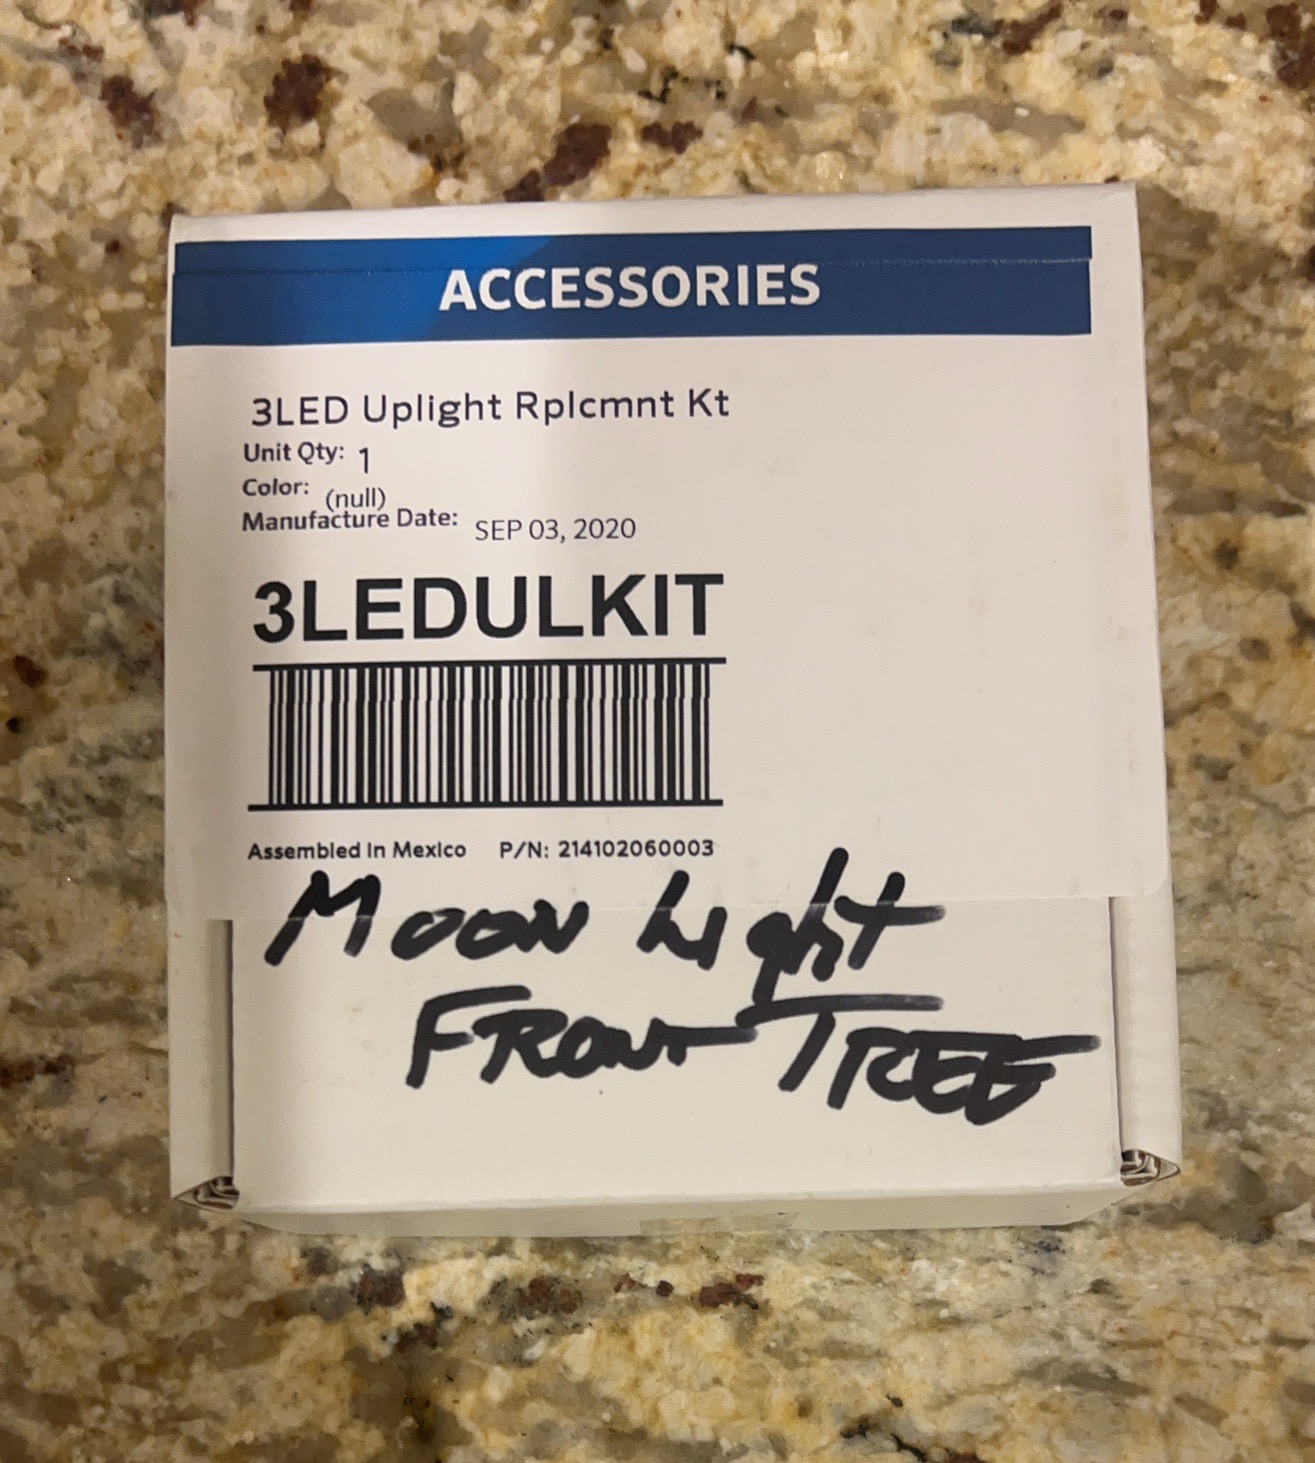 ACCESSORIES
3LED Uplight Rplcmnt Kt
Unit Qty: 1
Color: (null)
Manufacture Date: SEP 03, 2020
3LEDULKIT
Assembled In Mexico P/N: 214102060003
Moon Light
FRONT TREE